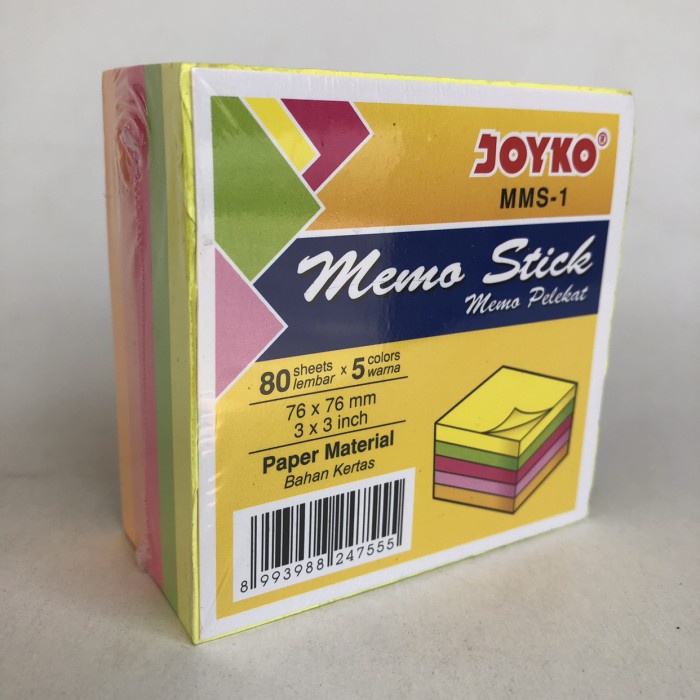 JOYKO®
MMS-1
Memo Stick
Memo Pelekat
80 sheets lembar x 5 colors warna
76 x 76 mm
3 x 3 inch
Paper Material
Bahan Kertas
8 993988 247555